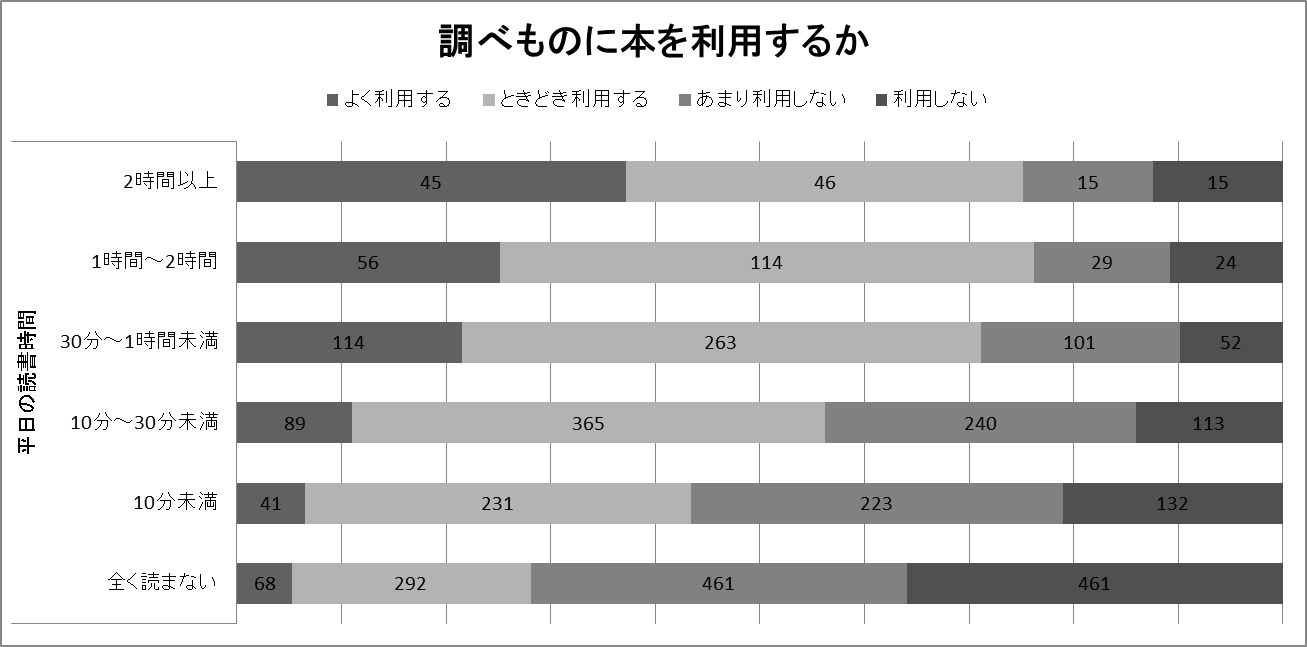 調べものに本を利用するか
よく利用する ときどき利用する あまり利用しない 利用しない
平日の読書時間
2時間以上 45 46 15 15
1時間～2時間 56 114 29 24
30分～1時間未満 114 263 101 52
10分～30分未満 89 365 240 113
10分未満 41 231 223 132
全く読まない 68 292 461 461